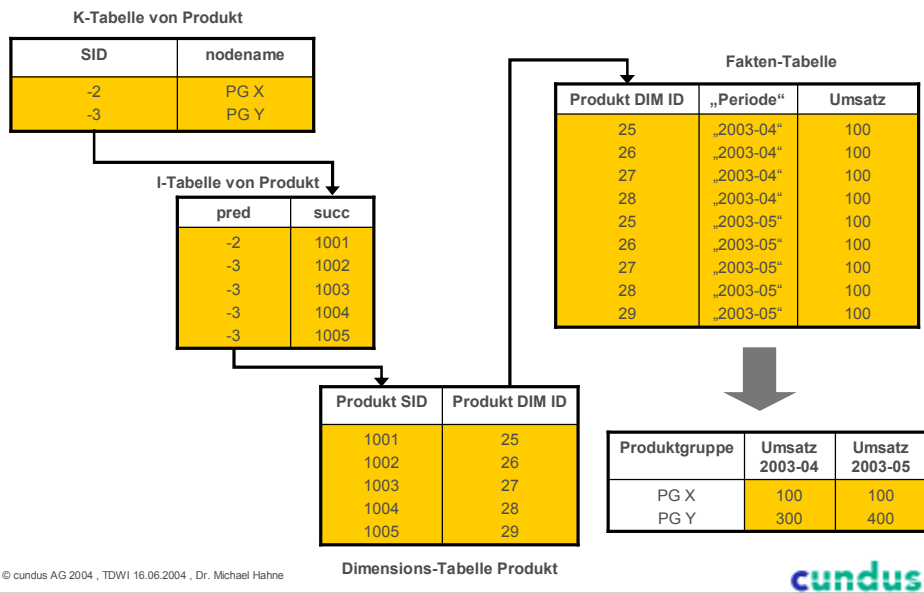 K-Tabelle von Produkt
SID nodename
-2 PG X
-3 PG Y
I-Tabelle von Produkt
pred succ
-2 1001
-3 1002
-3 1003
-3 1004
-3 1005
Produkt SID Produkt DIM ID
1001 25
1002 26
1003 27
1004 28
1005 29
Dimensions-Tabelle Produkt
Fakten-Tabelle
Produkt DIM ID „Periode“ Umsatz
25 „2003-04“ 100
26 „2003-04“ 100
27 „2003-04“ 100
28 „2003-04“ 100
25 „2003-05“ 100
26 „2003-05“ 100
27 „2003-05“ 100
28 „2003-05“ 100
29 „2003-05“ 100
Produktgruppe Umsatz Umsatz
2003-04 2003-05
PG X 100 100
PG Y 300 400
© cundus AG 2004 , TDWI 16.06.2004 , Dr. Michael Hahne
cundus